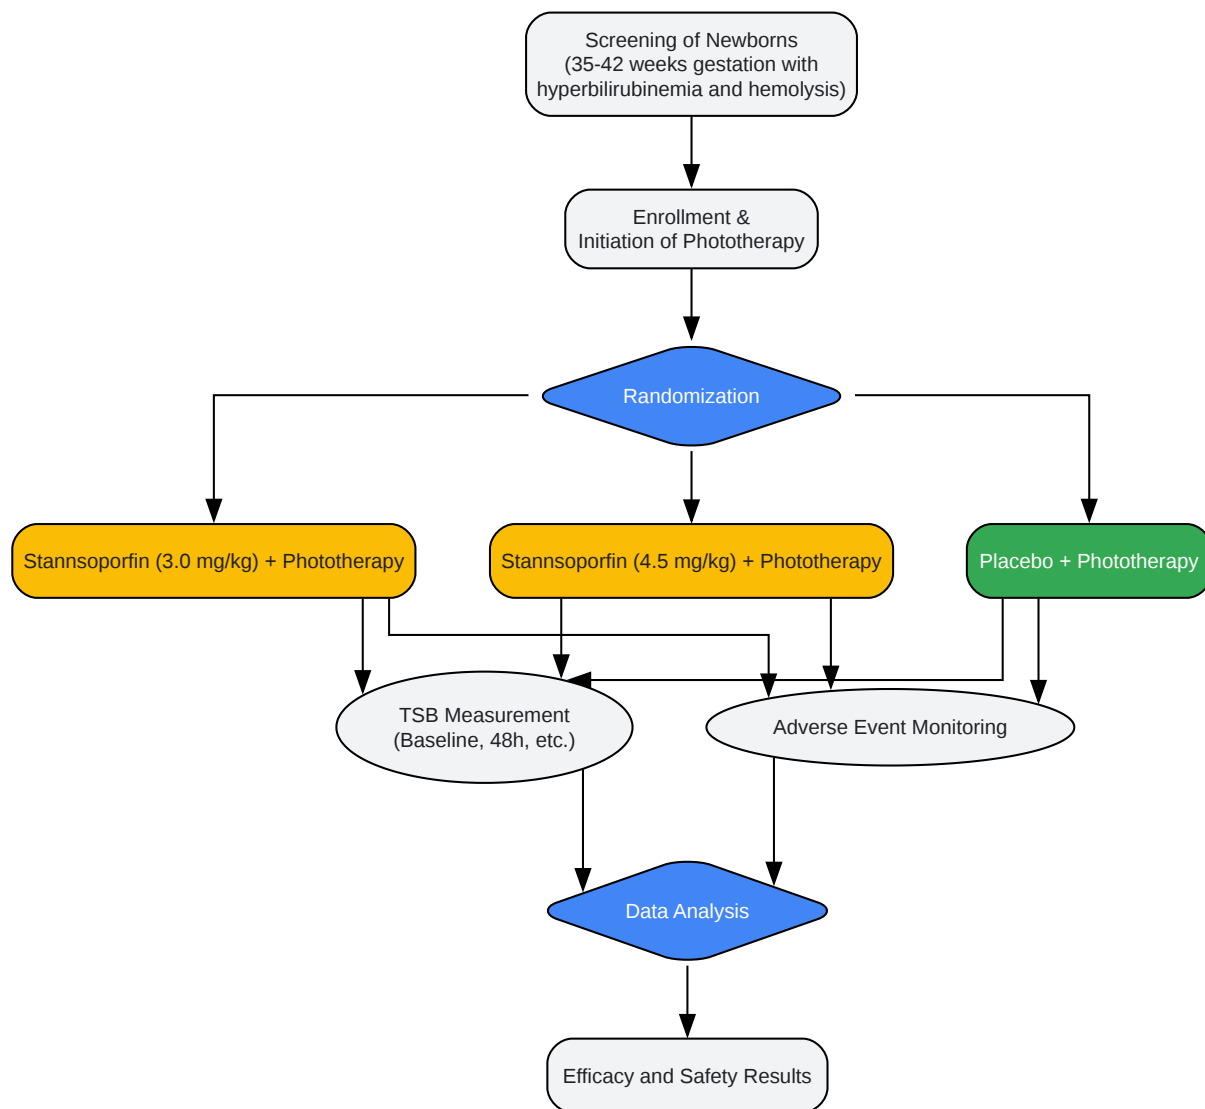 Screening of Newborns
(35-42 weeks gestation with
hyperbilirubinemia and hemolysis)
Enrollment &
Initiation of Phototherapy
Randomization
Stannsoporfin (3.0 mg/kg) + Phototherapy
Stannsoporfin (4.5 mg/kg) + Phototherapy
Placebo + Phototherapy
TSB Measurement
(Baseline, 48h, etc.)
Adverse Event Monitoring
Data Analysis
Efficacy and Safety Results